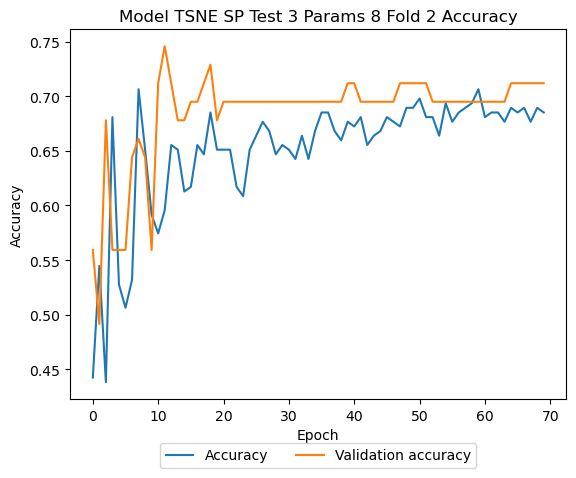 Model TSNE SP Test 3 Params 8 Fold 2 Accuracy
0.75
0.70
0.65
0.60
0.55
0.50
0.45
Accuracy
0 10 20 30 40 50 60 70
Epoch
Accuracy Validation accuracy